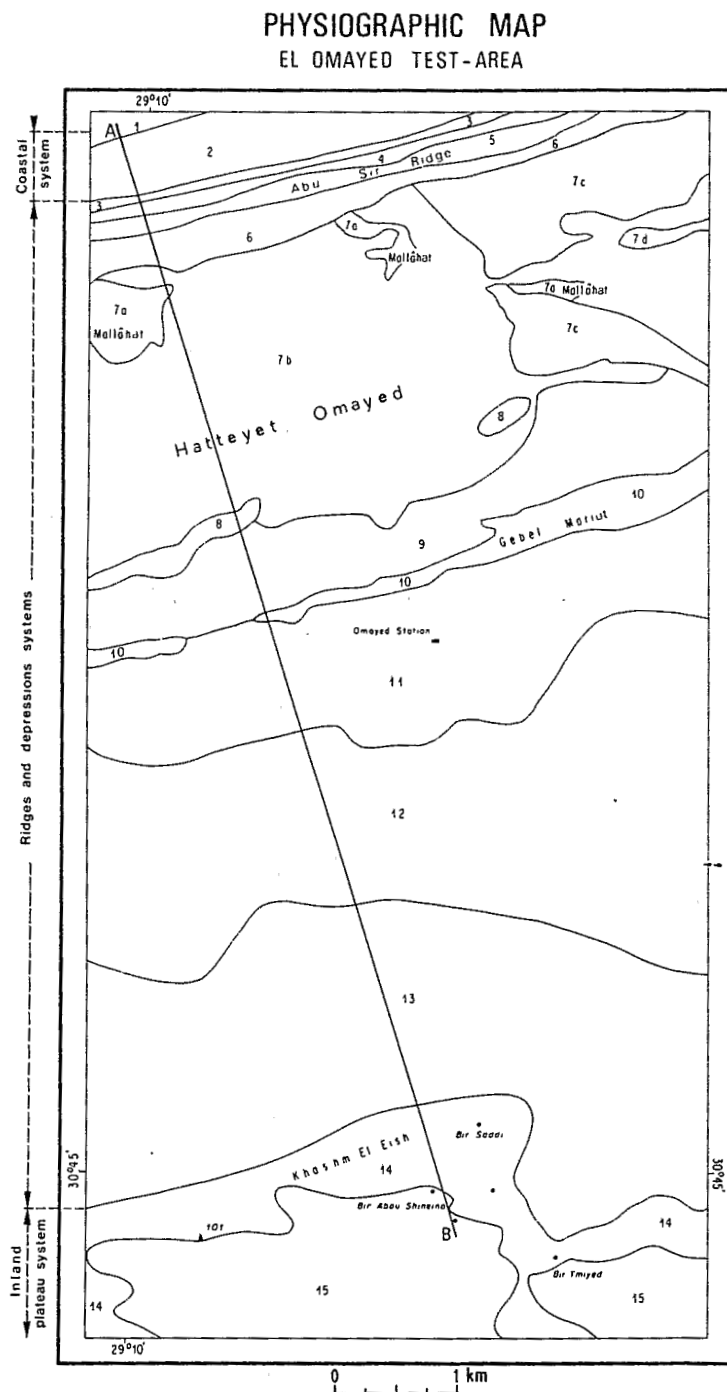 PHYSIOGRAPHIC MAP
EL OMAYED TEST-AREA
29°10'
A
1
2
3
3
4
5
6
Abu Sir Ridge
Coastal system
7c
6
7a
7d
Mallâhat
7a Mallâhat
7a
Mallâhat
7c
7b
Hatteyet Omayed
8
8
10
9
Gebel Mariut
10
Omayed Station
10
11
Ridges and depressions systems
12
13
Bir Saddi
Khashm El Eish
14
30°45'
30°45'
Bir Abou Shineina
101
B
14
Bir Tmiyed
Inland plateau system
14
15
15
29°10'
0 1 km